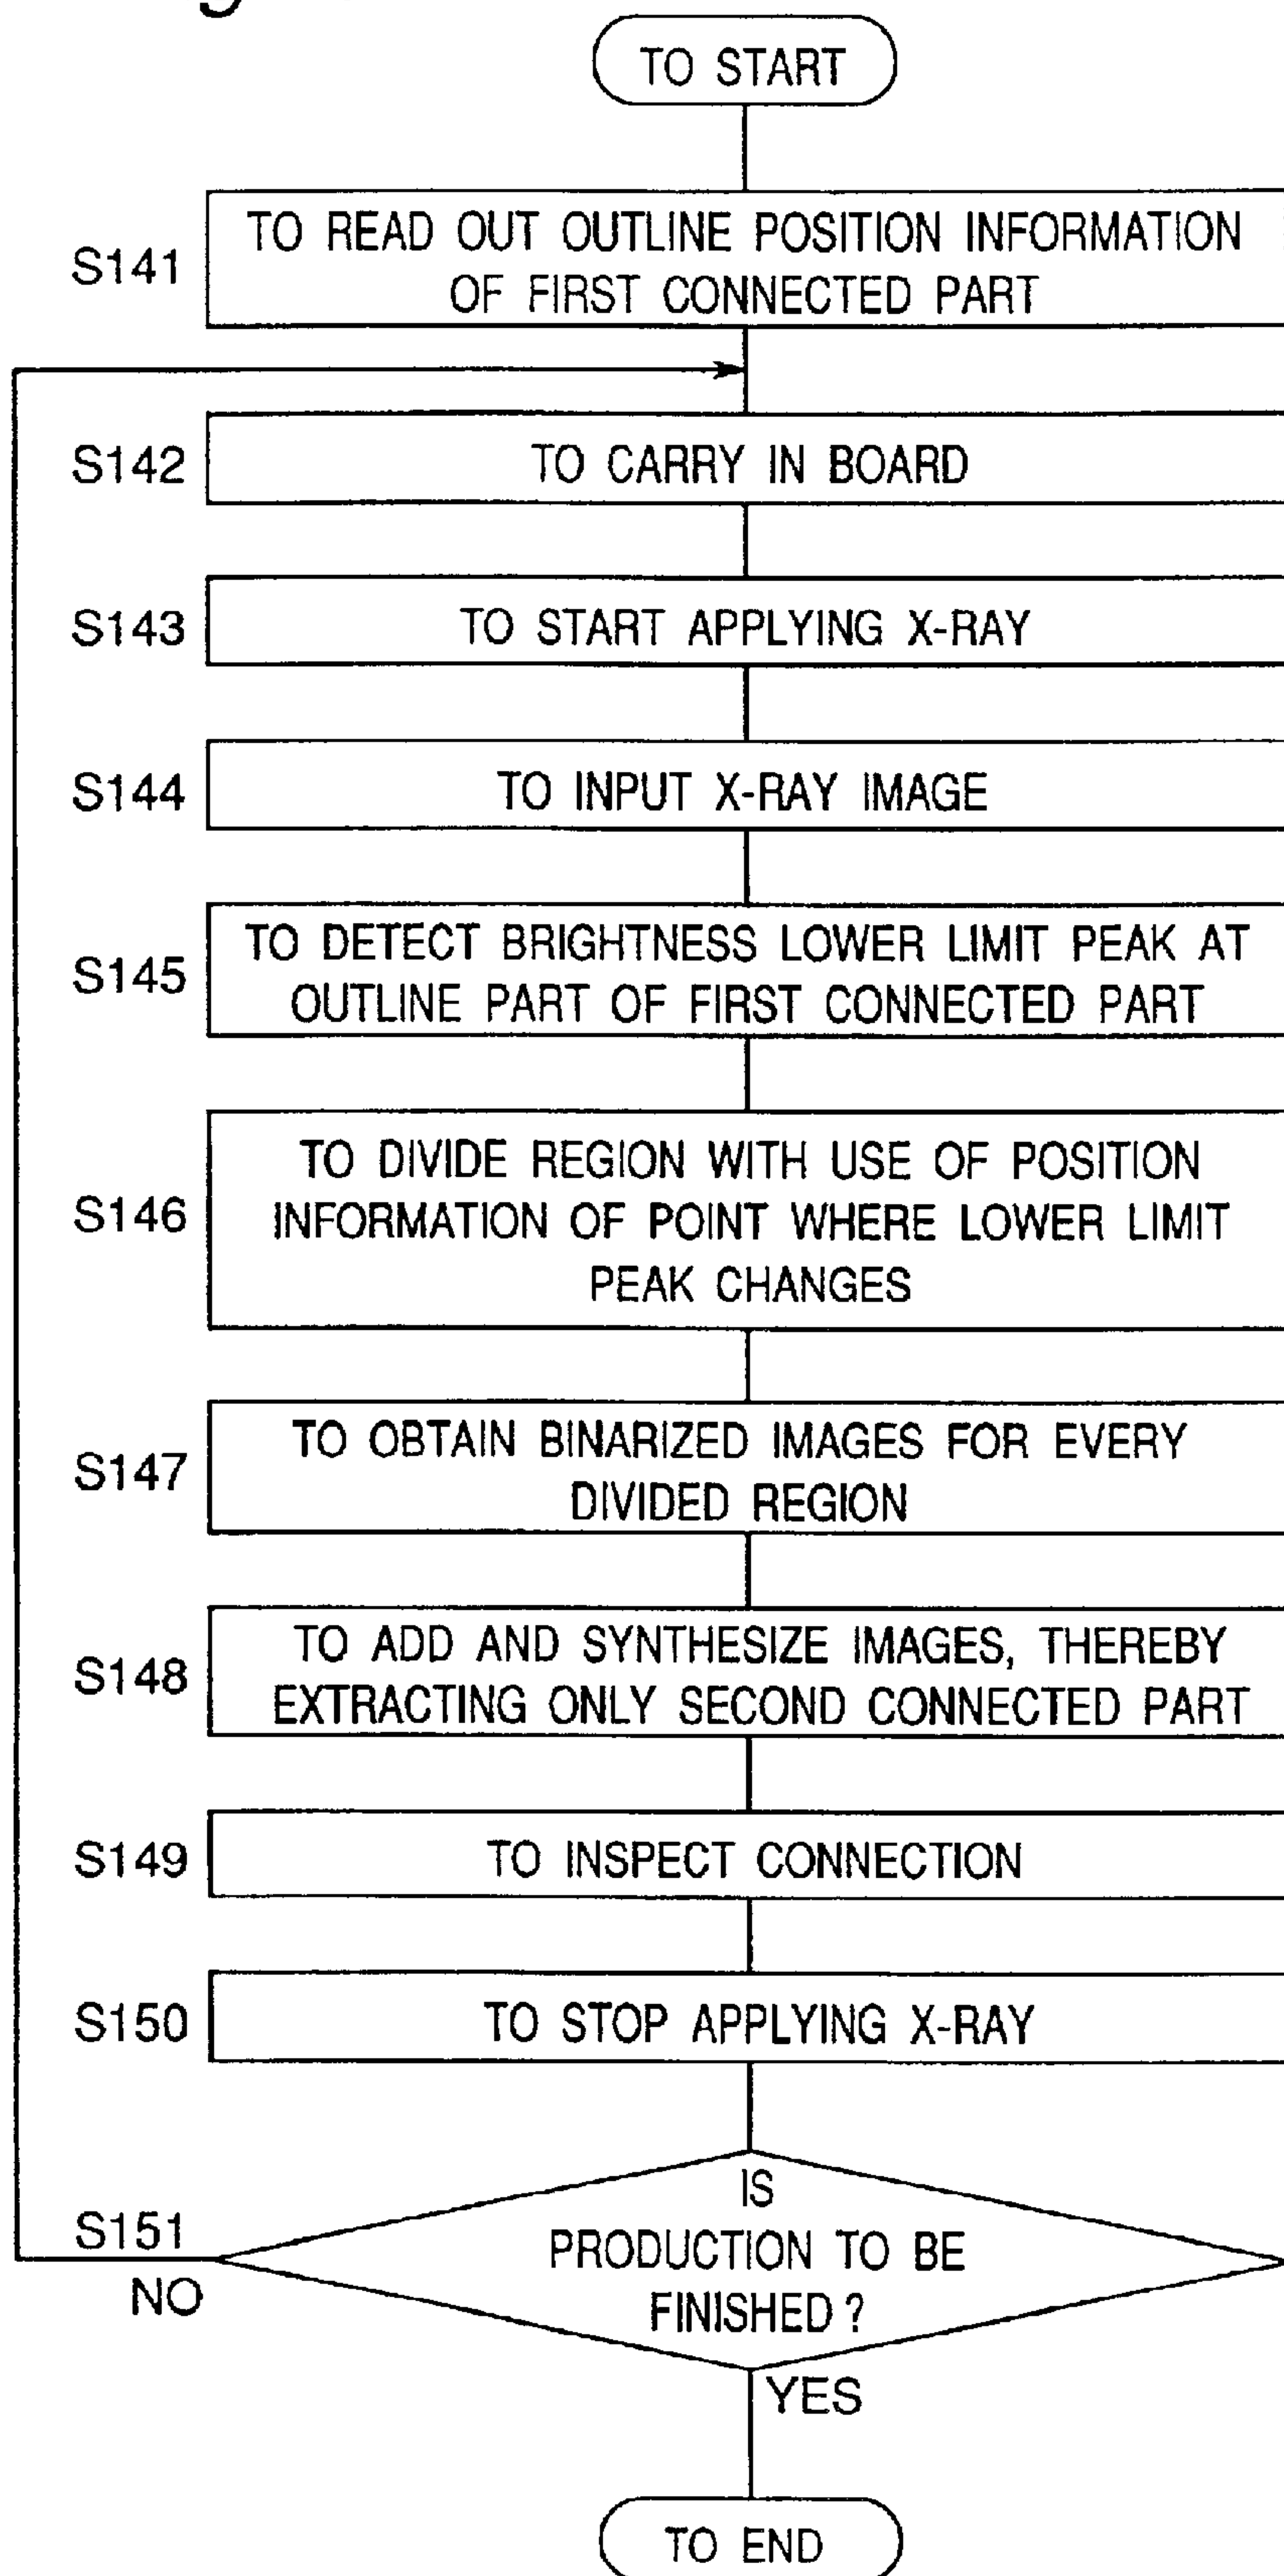 TO START
S141
TO READ OUT OUTLINE POSITION INFORMATION
OF FIRST CONNECTED PART
S142
TO CARRY IN BOARD
S143
TO START APPLYING X-RAY
S144
TO INPUT X-RAY IMAGE
S145
TO DETECT BRIGHTNESS LOWER LIMIT PEAK AT
OUTLINE PART OF FIRST CONNECTED PART
S146
TO DIVIDE REGION WITH USE OF POSITION
INFORMATION OF POINT WHERE LOWER LIMIT
PEAK CHANGES
S147
TO OBTAIN BINARIZED IMAGES FOR EVERY
DIVIDED REGION
S148
TO ADD AND SYNTHESIZE IMAGES, THEREBY
EXTRACTING ONLY SECOND CONNECTED PART
S149
TO INSPECT CONNECTION
S150
TO STOP APPLYING X-RAY
S151
IS
PRODUCTION TO BE
FINISHED ?
NO
YES
TO END